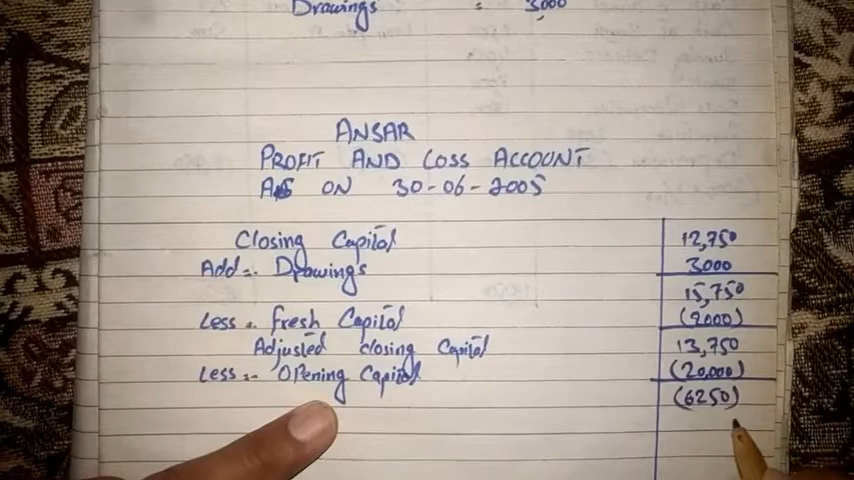 Drawings = 3000
ANSAR
PROFIT AND LOSS ACCOUNT
AS ON 30-06-2005
Closing Capital 12,750
Add:- Drawings 3000
15,750
Less:- Fresh Capital (2000)
Adjusted closing Capital 13,750
Less:- Opening Capital (20,000)
(6250)